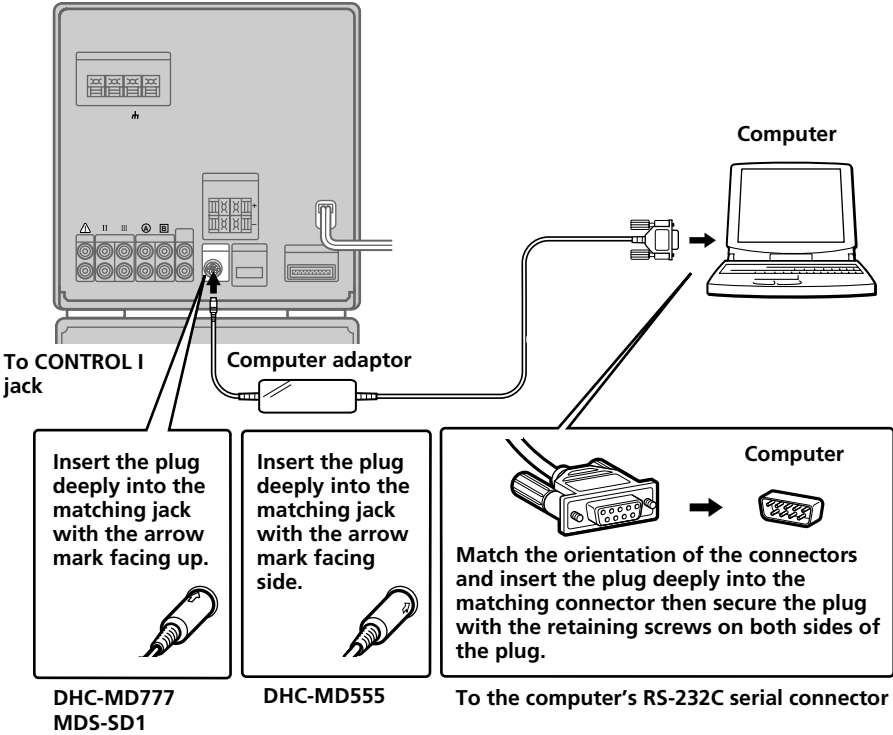 II III A B
+
−
Computer
To CONTROL I
jack
Computer adaptor
Insert the plug
deeply into the
matching jack
with the arrow
mark facing up.
Insert the plug
deeply into the
matching jack
with the arrow
mark facing
side.
Computer
Match the orientation of the connectors
and insert the plug deeply into the
matching connector then secure the plug
with the retaining screws on both sides of
the plug.
DHC-MD777
MDS-SD1
DHC-MD555
To the computer’s RS-232C serial connector